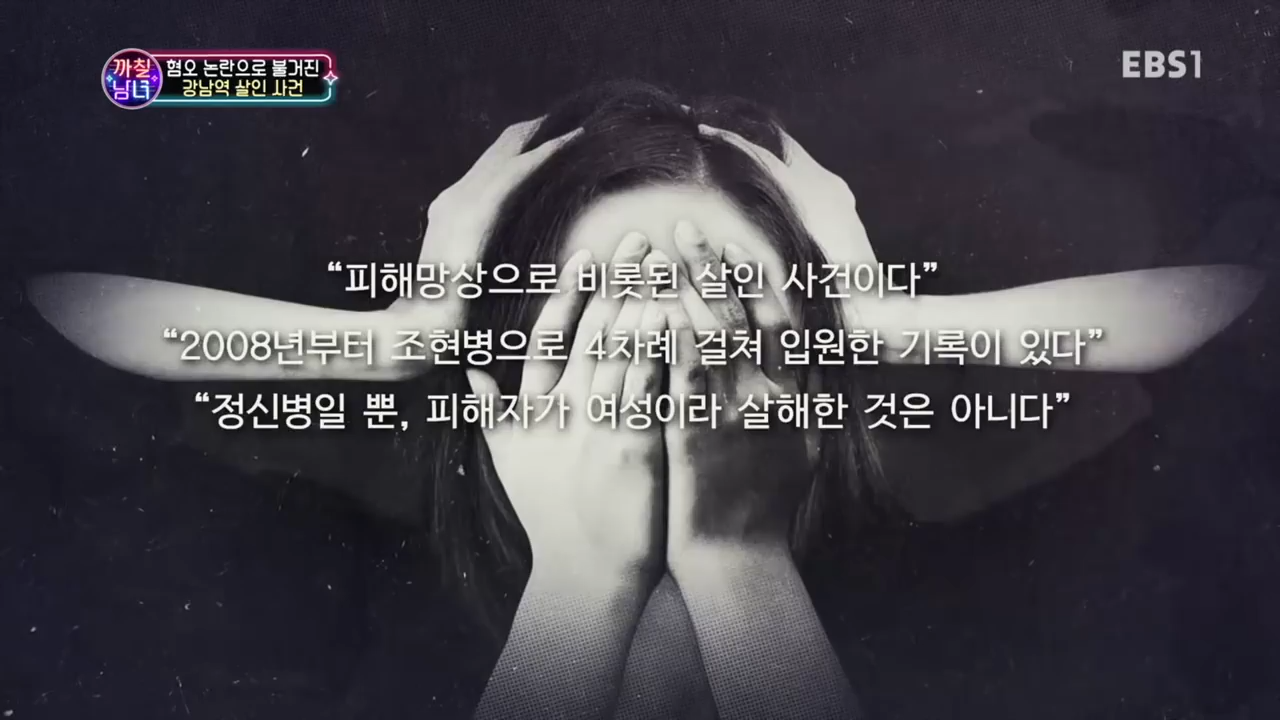 까칠
남녀
혐오 논란으로 불거진
강남역 살인 사건
EBS1
“피해망상으로 비롯된 살인 사건이다”
“2008년부터 조현병으로 4차례 걸쳐 입원한 기록이 있다”
“정신병일 뿐, 피해자가 여성이라 살해한 것은 아니다”